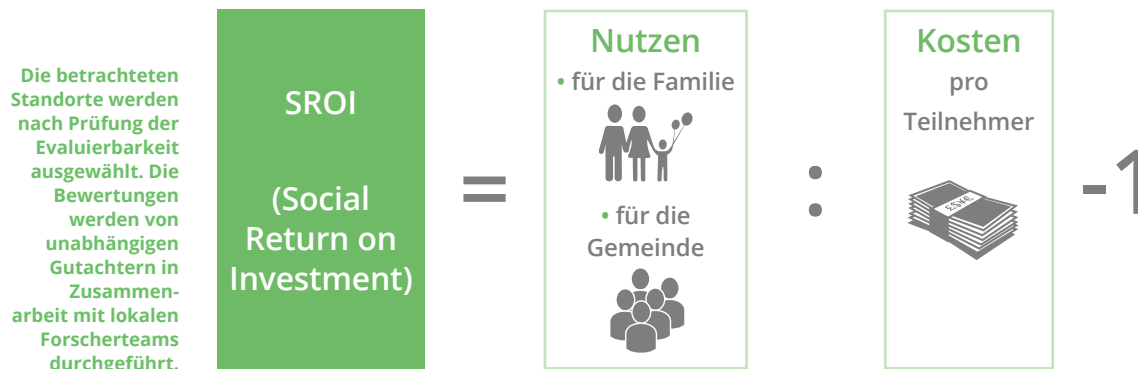 Die betrachteten
Standorte werden
nach Prüfung der
Evaluierbarkeit
ausgewählt. Die
Bewertungen
werden von
unabhängigen
Gutachtern in
Zusammen-
arbeit mit lokalen
Forscherteams
durchgeführt.
SROI
(Social
Return on
Investment)
=
Nutzen
• für die Familie
• für die
Gemeinde
:
Kosten
pro
Teilnehmer
£$¥€
-1